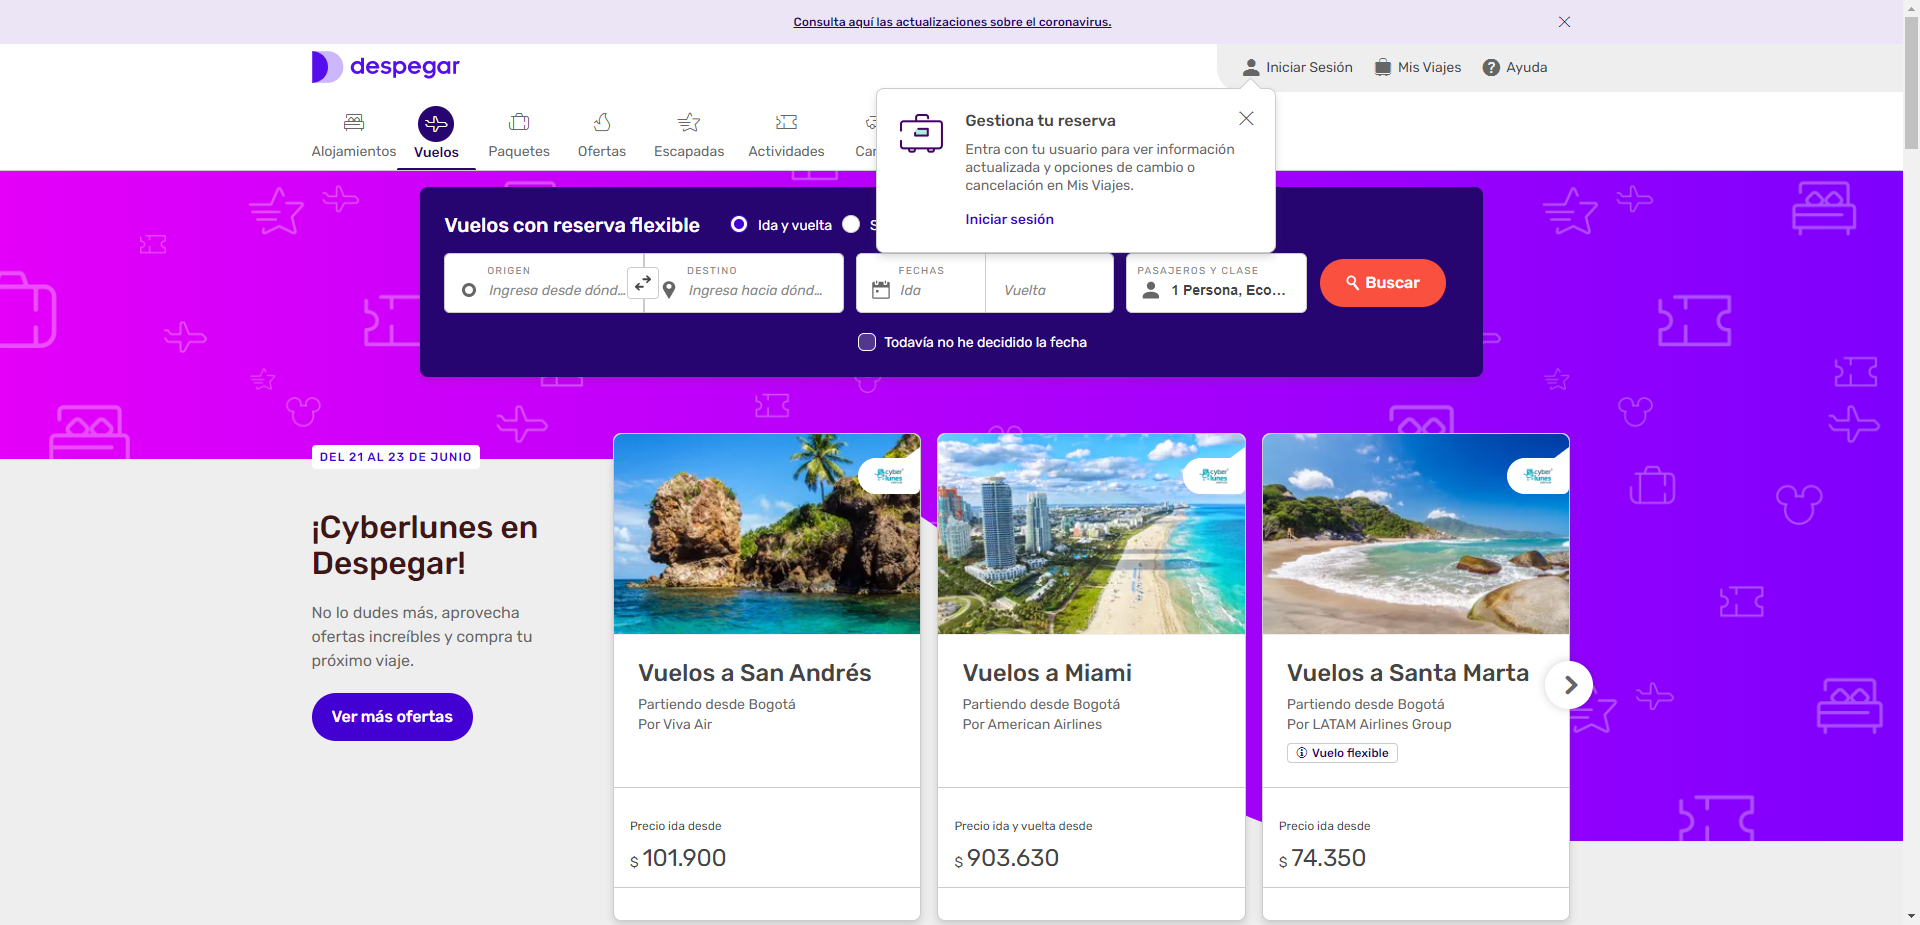 Consulta aquí las actualizaciones sobre el coronavirus.
despegar
Iniciar Sesión
Mis Viajes
Ayuda
Alojamientos
Vuelos
Paquetes
Ofertas
Escapadas
Actividades
Gestiona tu reserva
Entra con tu usuario para ver información
actualizada y opciones de cambio o
cancelación en Mis Viajes.
Iniciar sesión
Vuelos con reserva flexible
Ida y vuelta
ORIGEN
Ingresa desde dónd...
DESTINO
Ingresa hacia dónd...
FECHAS
Ida
Vuelta
PASAJEROS Y CLASE
1 Persona, Eco...
Buscar
Todavía no he decidido la fecha
DEL 21 AL 23 DE JUNIO
¡Cyberlunes en
Despegar!
No lo dudes más, aprovecha
ofertas increíbles y compra tu
próximo viaje.
Ver más ofertas
cyber
lunes
Vuelos a San Andrés
Partiendo desde Bogotá
Por Viva Air
Precio ida desde
$ 101.900
cyber
lunes
Vuelos a Miami
Partiendo desde Bogotá
Por American Airlines
Precio ida y vuelta desde
$ 903.630
cyber
lunes
Vuelos a Santa Marta
Partiendo desde Bogotá
Por LATAM Airlines Group
Vuelo flexible
Precio ida desde
$ 74.350